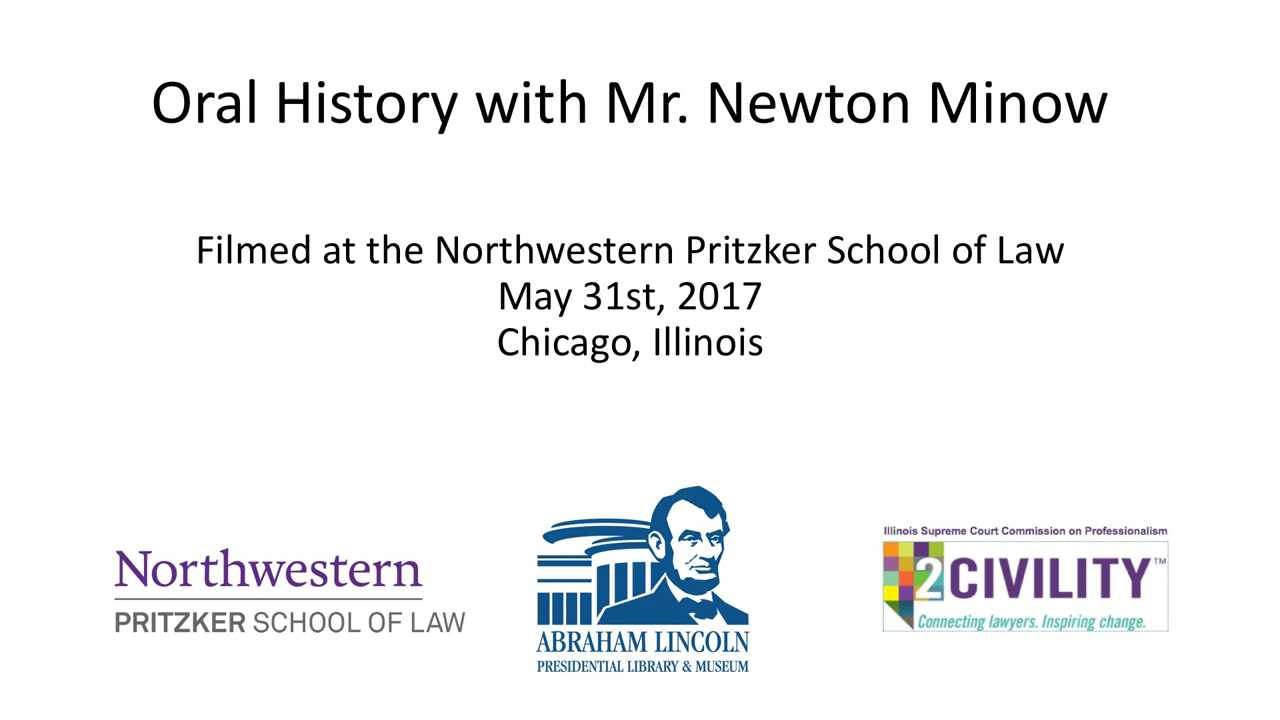 Oral History with Mr. Newton Minow
Filmed at the Northwestern Pritzker School of Law
May 31st, 2017
Chicago, Illinois
Northwestern
PRITZKER SCHOOL OF LAW
ABRAHAM LINCOLN
PRESIDENTIAL LIBRARY & MUSEUM
Illinois Supreme Court Commission on Professionalism
2CIVILITY™
Connecting lawyers. Inspiring change.